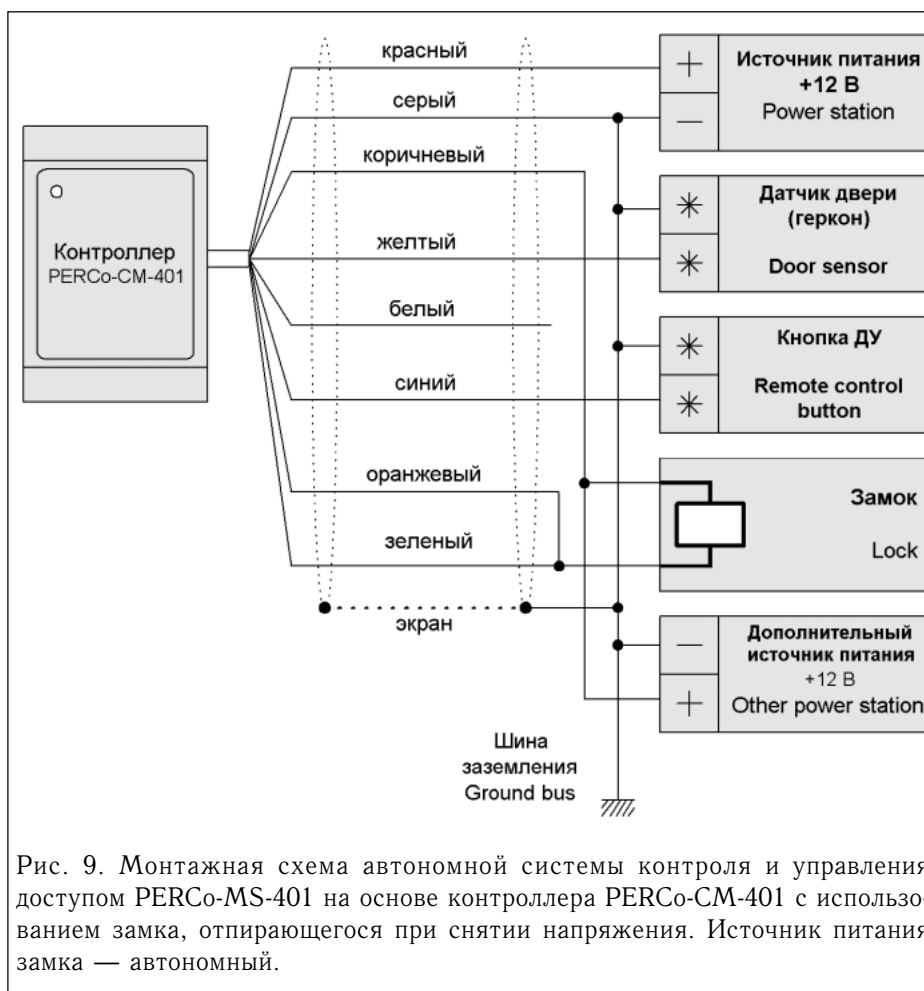 красный
серый
коричневый
желтый
белый
синий
оранжевый
зеленый
экран
Контроллер
PERCo-CM-401
Источник питания
+12 В
Power station
Датчик двери
(геркон)
Door sensor
Кнопка ДУ
Remote control
button
Замок
Lock
Дополнительный
источник питания
+12 В
Other power station
Шина
заземления
Ground bus
Рис. 9. Монтажная схема автономной системы контроля и управления
доступом PERCo-MS-401 на основе контроллера PERCo-CM-401 с использо-
ванием замка, отпирающегося при снятии напряжения. Источник питания
замка — автономный.